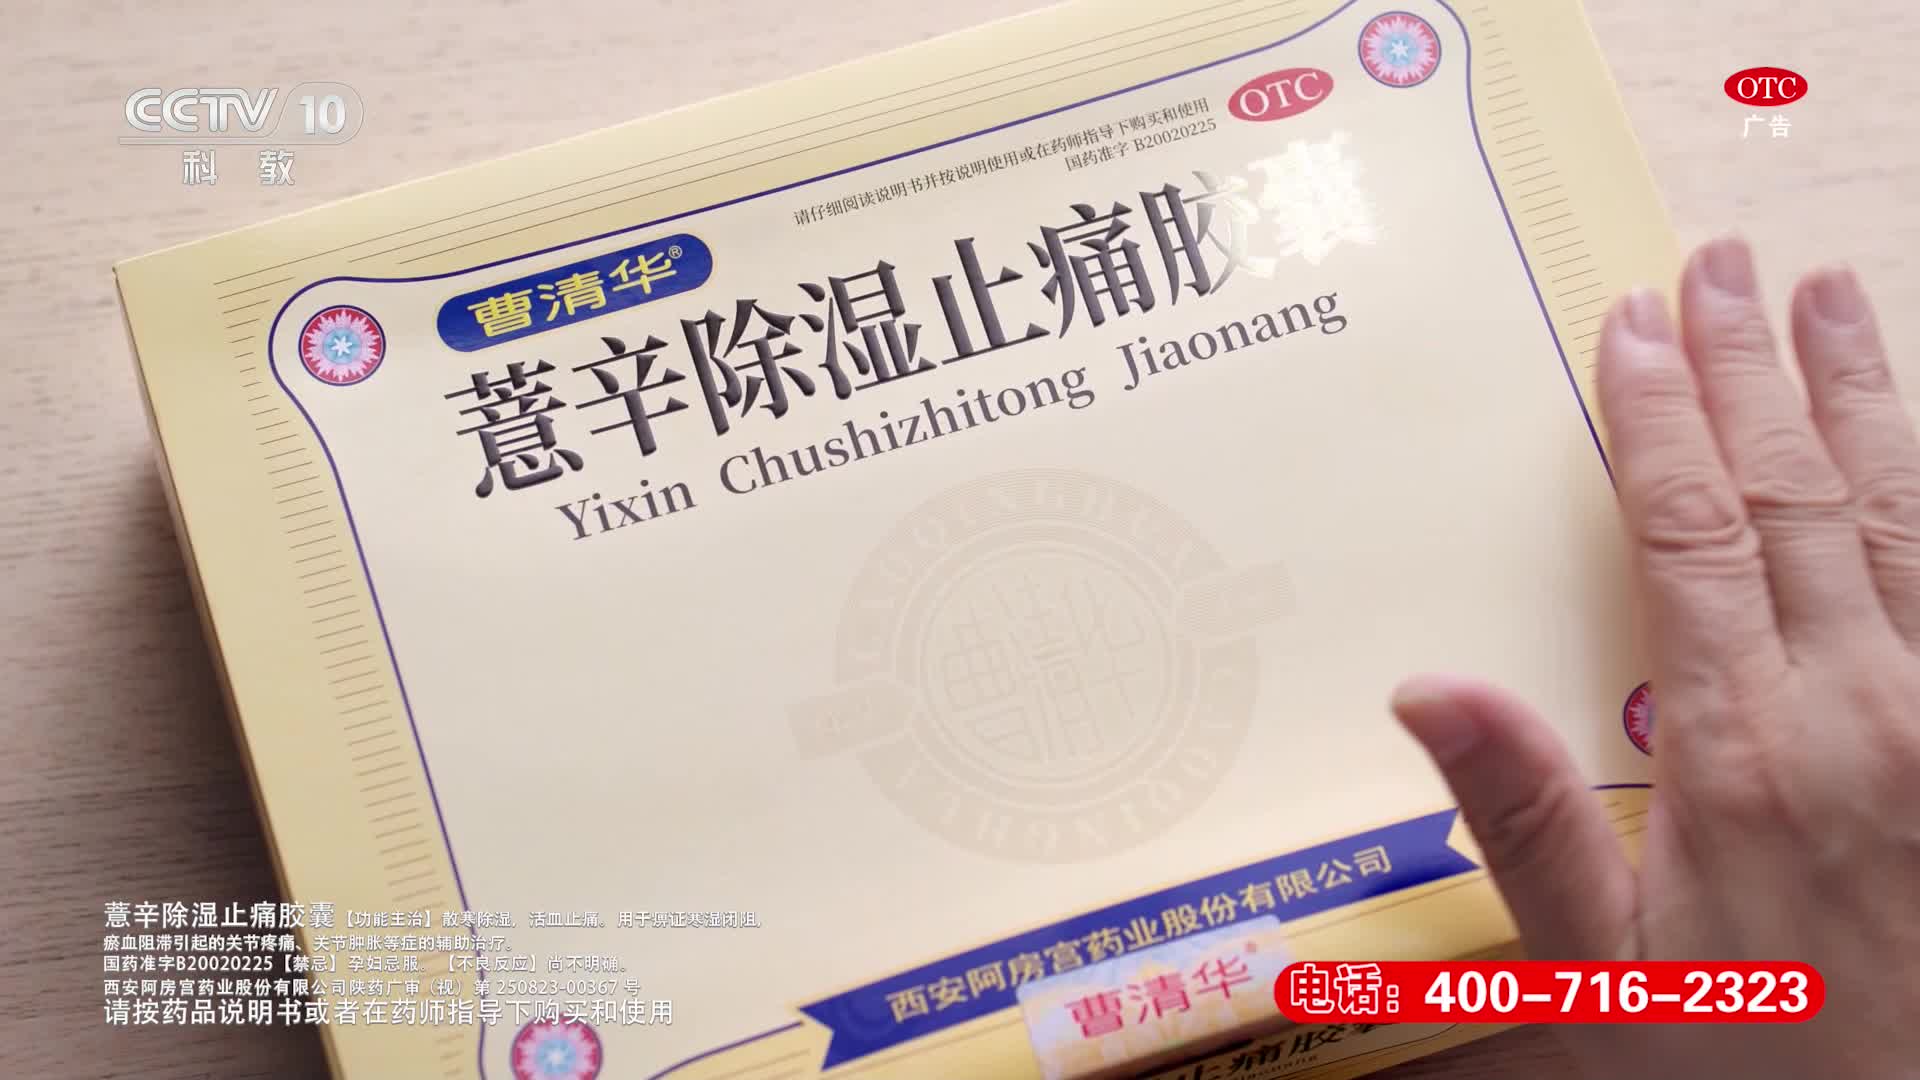 CCTV 10
科 教
OTC
广告
OTC
请仔细阅读说明书并按说明使用或在药师指导下购买和使用
国药准字 B20020225
曹清华®
薏辛除湿止痛胶囊
Yixin Chushizhitong Jiaonang
西安阿房宫药业股份有限公司
曹清华®
薏辛除湿止痛胶囊【功能主治】散寒除湿，活血止痛。用于痹证寒湿闭阻，
瘀血阻滞引起的关节疼痛、关节肿胀等症的辅助治疗。
国药准字B20020225【禁忌】孕妇忌服。【不良反应】尚不明确。
西安阿房宫药业股份有限公司陕药广审（视）第 250823-00367 号
请按药品说明书或者在药师指导下购买和使用
电话：400-716-2323